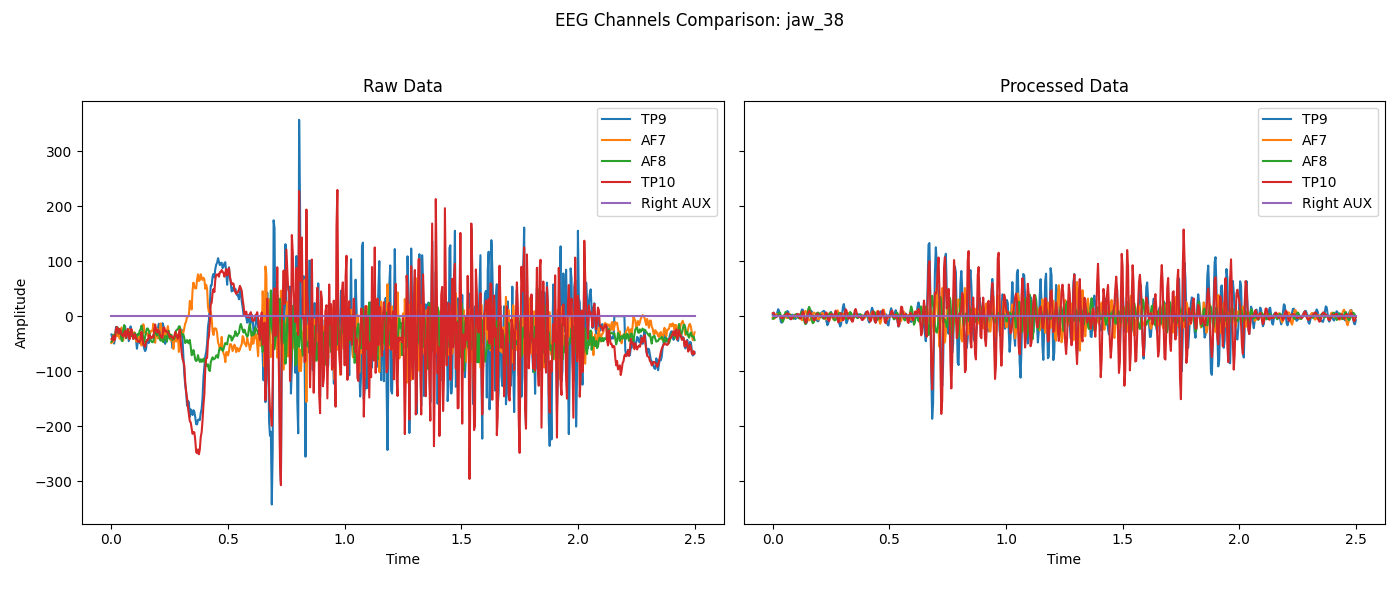 EEG Channels Comparison: jaw_38
Raw Data
Processed Data
TP9
AF7
AF8
TP10
Right AUX
TP9
AF7
AF8
TP10
Right AUX
Amplitude
300
200
100
0
−100
−200
−300
0.0
0.5
1.0
1.5
2.0
2.5
0.0
0.5
1.0
1.5
2.0
2.5
Time
Time